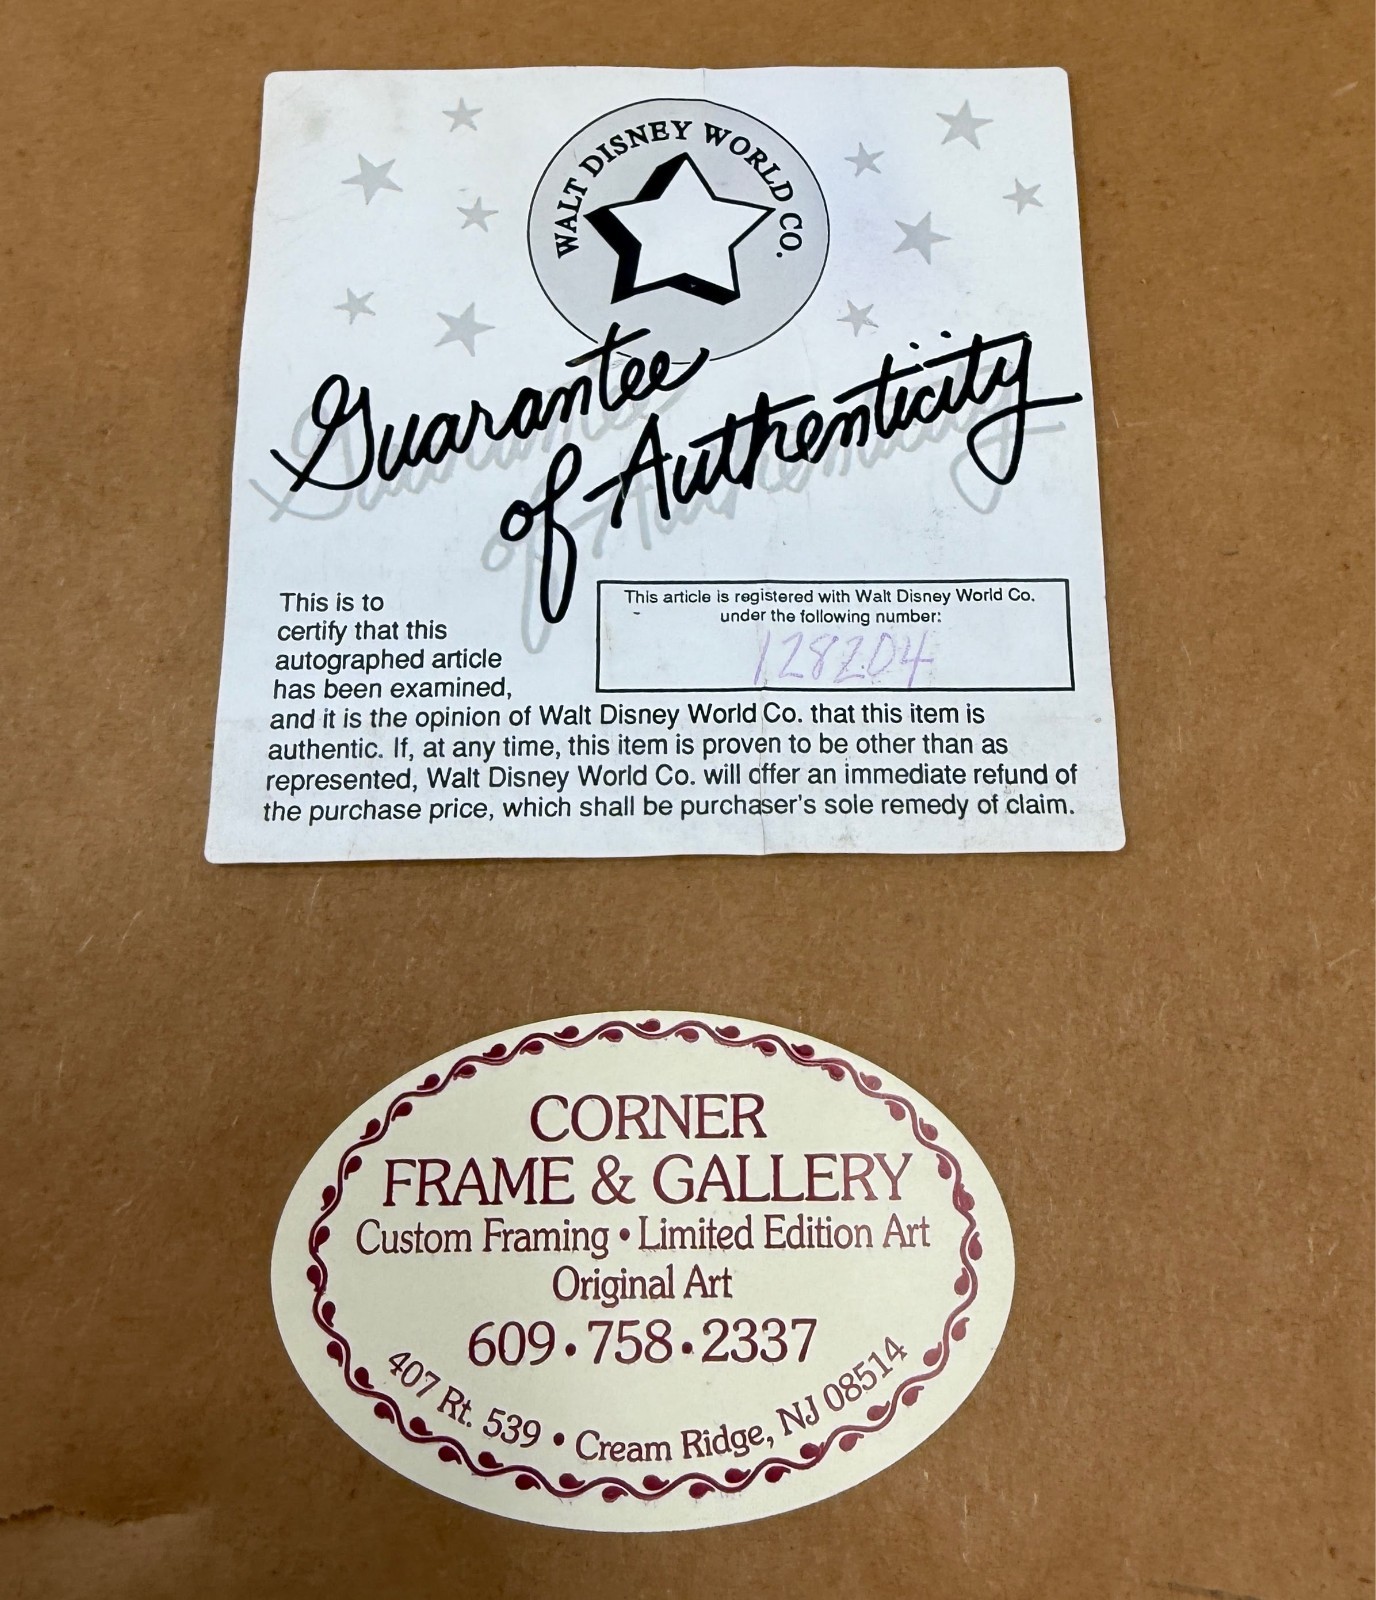 WALT DISNEY WORLD CO.
Guarantee
of Authenticity
This is to
certify that this
autographed article
has been examined,
and it is the opinion of Walt Disney World Co. that this item is
authentic. If, at any time, this item is proven to be other than as
represented, Walt Disney World Co. will offer an immediate refund of
the purchase price, which shall be purchaser's sole remedy of claim.
This article is registered with Walt Disney World Co.
under the following number:
128204
CORNER
FRAME & GALLERY
Custom Framing • Limited Edition Art
Original Art
609•758•2337
407 Rt. 539 • Cream Ridge, NJ 08514